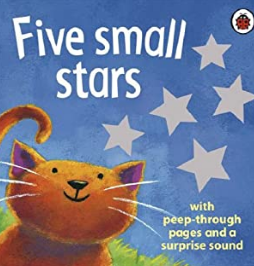 Five small
stars
with
peep-through
pages and a
surprise sound